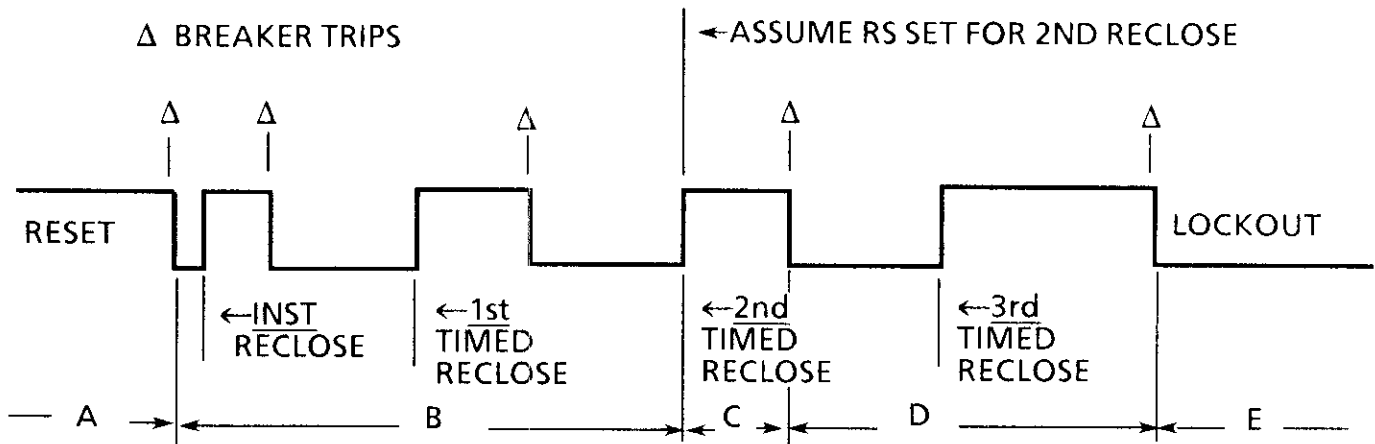 Δ BREAKER TRIPS
←ASSUME RS SET FOR 2ND RECLOSE
Δ
Δ
Δ
Δ
Δ
RESET
LOCKOUT
←INST
RECLOSE
←1st
TIMED
RECLOSE
←2nd
TIMED
RECLOSE
←3rd
TIMED
RECLOSE
A
B
C
D
E